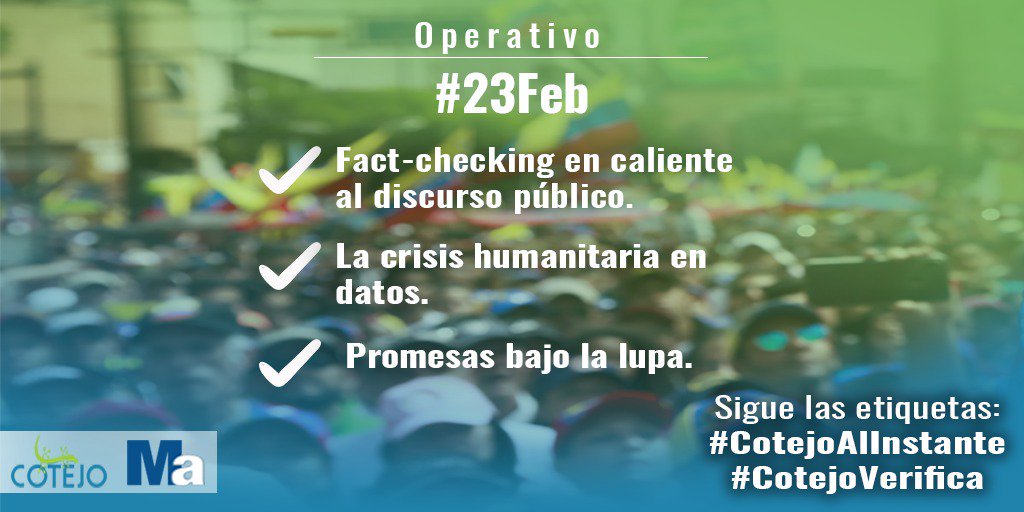 Operativo
#23Feb
Fact-checking en caliente
al discurso público.
La crisis humanitaria en
datos.
Promesas bajo la lupa.
Sigue las etiquetas:
#CotejoAlInstante
#CotejoVerifica
COTEJO
Ma